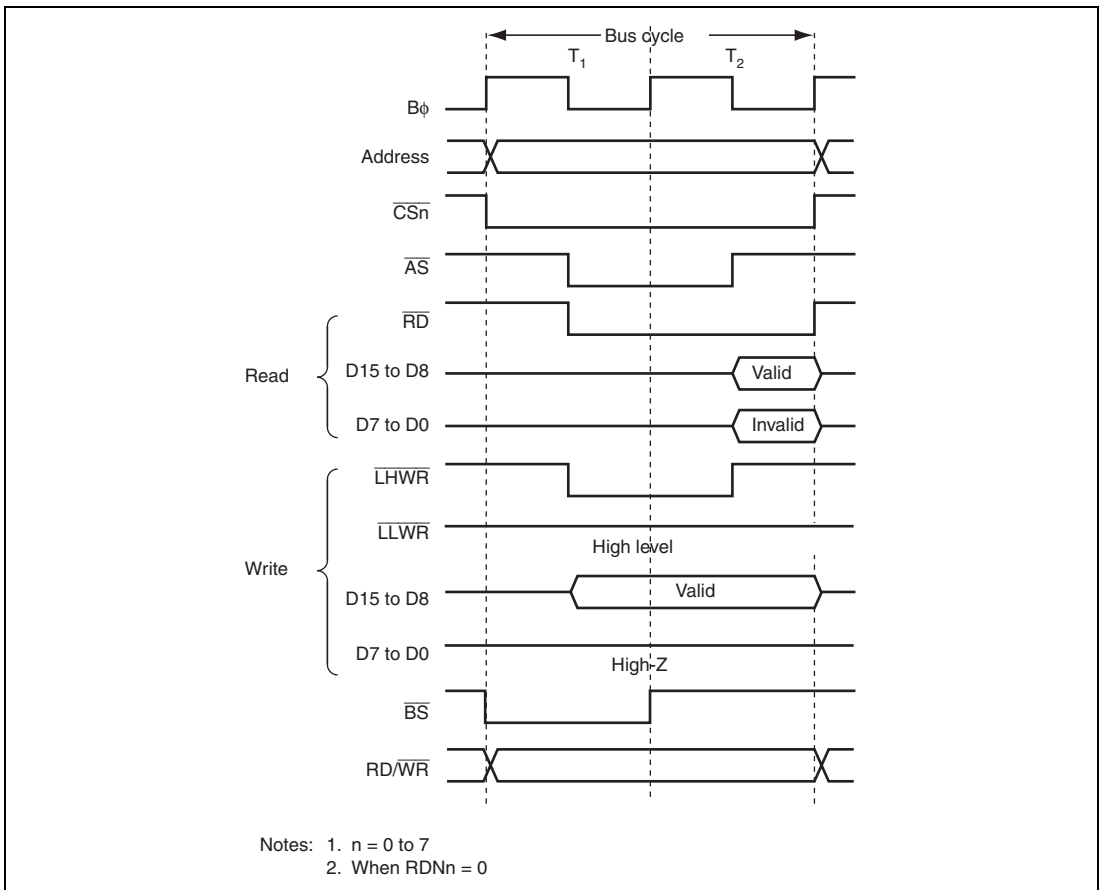 Bus cycle
T1 T2
Bφ
Address
CSn
AS
RD
Read
D15 to D8 Valid
D7 to D0 Invalid
LHWR
LLWR
High level
Write
D15 to D8 Valid
D7 to D0
High-Z
BS
RD/WR
Notes: 1. n = 0 to 7
2. When RDNn = 0